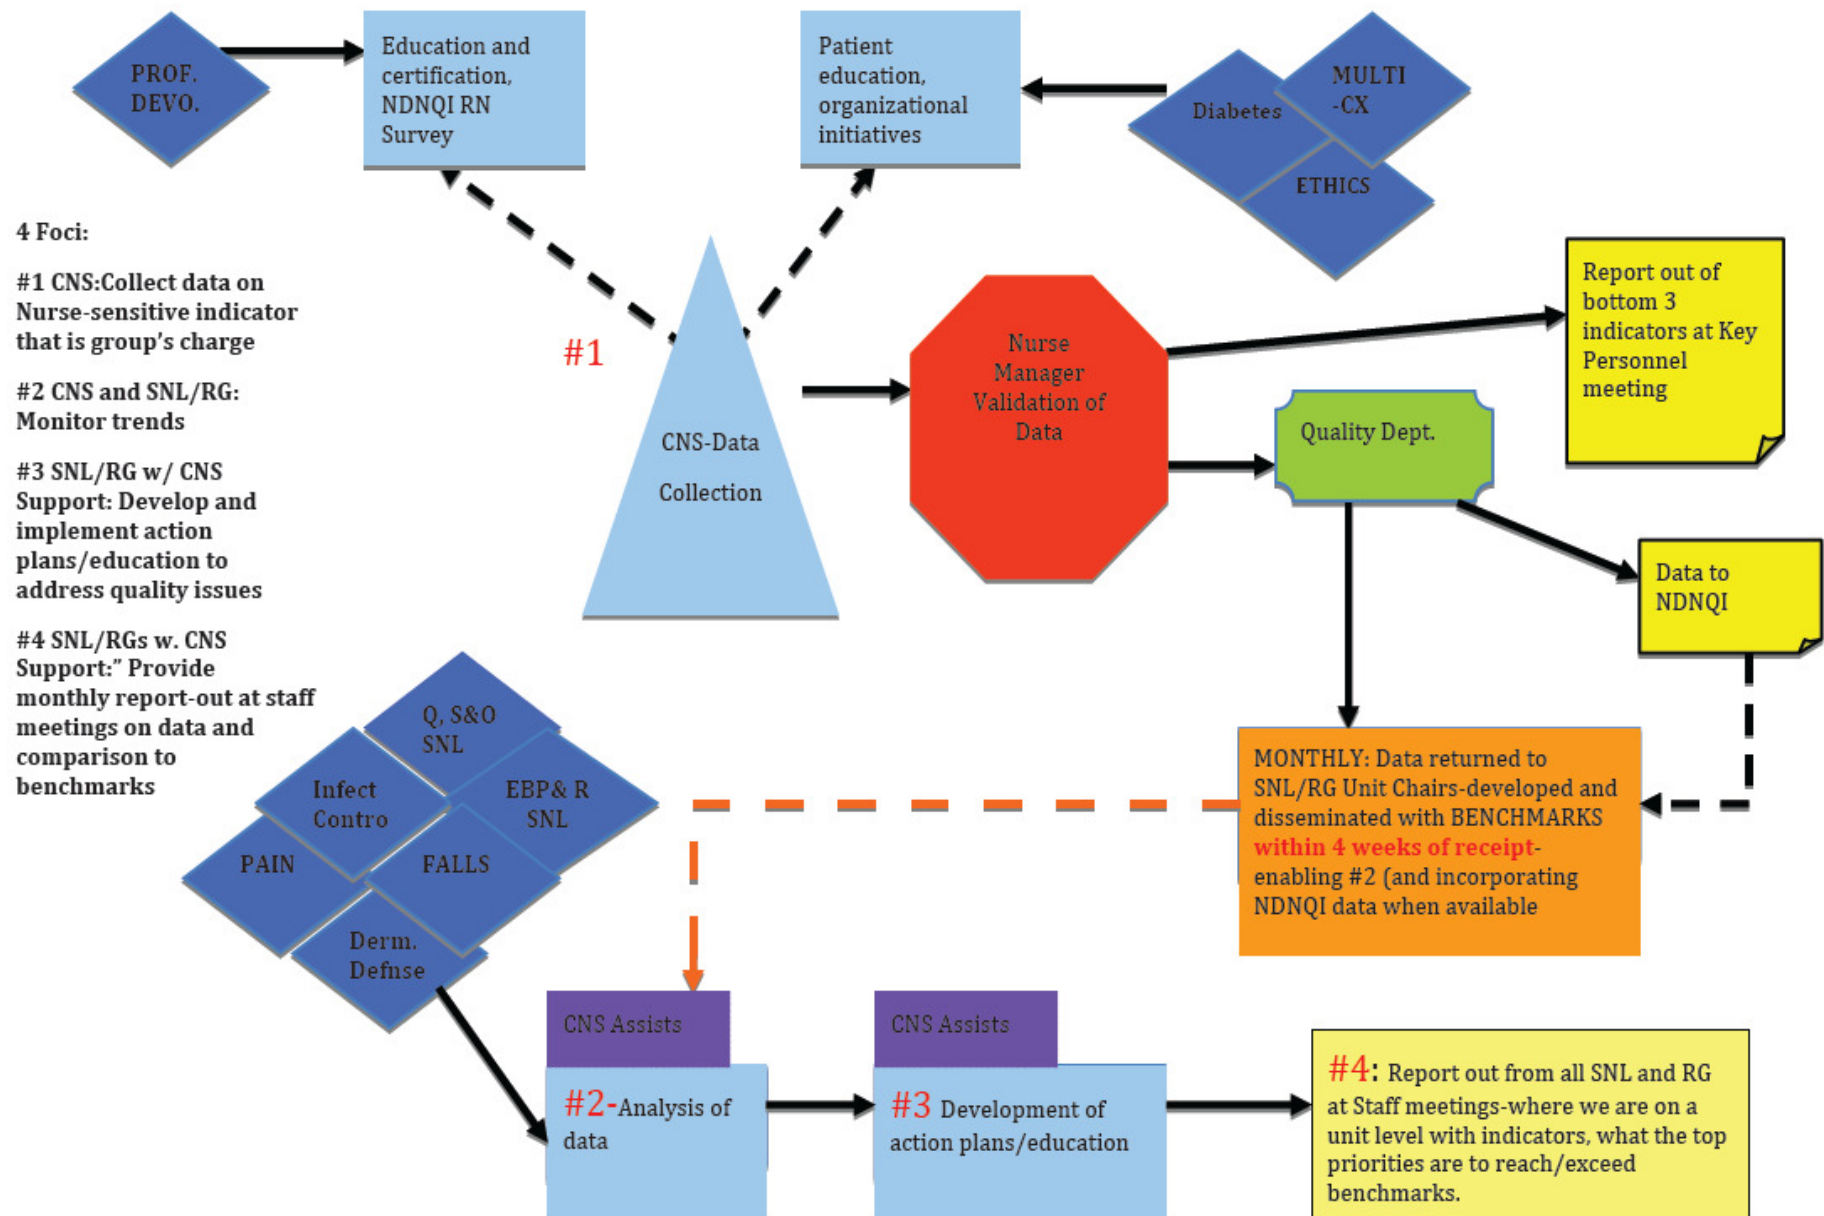 PROF.
DEVO.
Education and
certification,
NDNQI RN
Survey
Patient
education,
organizational
initiatives
Diabetes
MULTI
-CX
ETHICS
4 Foci:
#1 CNS:Collect data on
Nurse-sensitive indicator
that is group's charge
#2 CNS and SNL/RG:
Monitor trends
#3 SNL/RG w/ CNS
Support: Develop and
implement action
plans/education to
address quality issues
#4 SNL/RGs w. CNS
Support:” Provide
monthly report-out at staff
meetings on data and
comparison to
benchmarks
#1
CNS-Data
Collection
Nurse
Manager
Validation of
Data
Report out of
bottom 3
indicators at Key
Personnel
meeting
Quality Dept.
Data to
NDNQI
MONTHLY: Data returned to
SNL/RG Unit Chairs-developed and
disseminated with BENCHMARKS
within 4 weeks of receipt-
enabling #2 (and incorporating
NDNQI data when available
Q, S&O
SNL
Infect
Contro
EBP& R
SNL
PAIN
FALLS
Derm.
Defnse
CNS Assists
#2-Analysis of
data
CNS Assists
#3 Development of
action plans/education
#4: Report out from all SNL and RG
at Staff meetings-where we are on a
unit level with indicators, what the top
priorities are to reach/exceed
benchmarks.